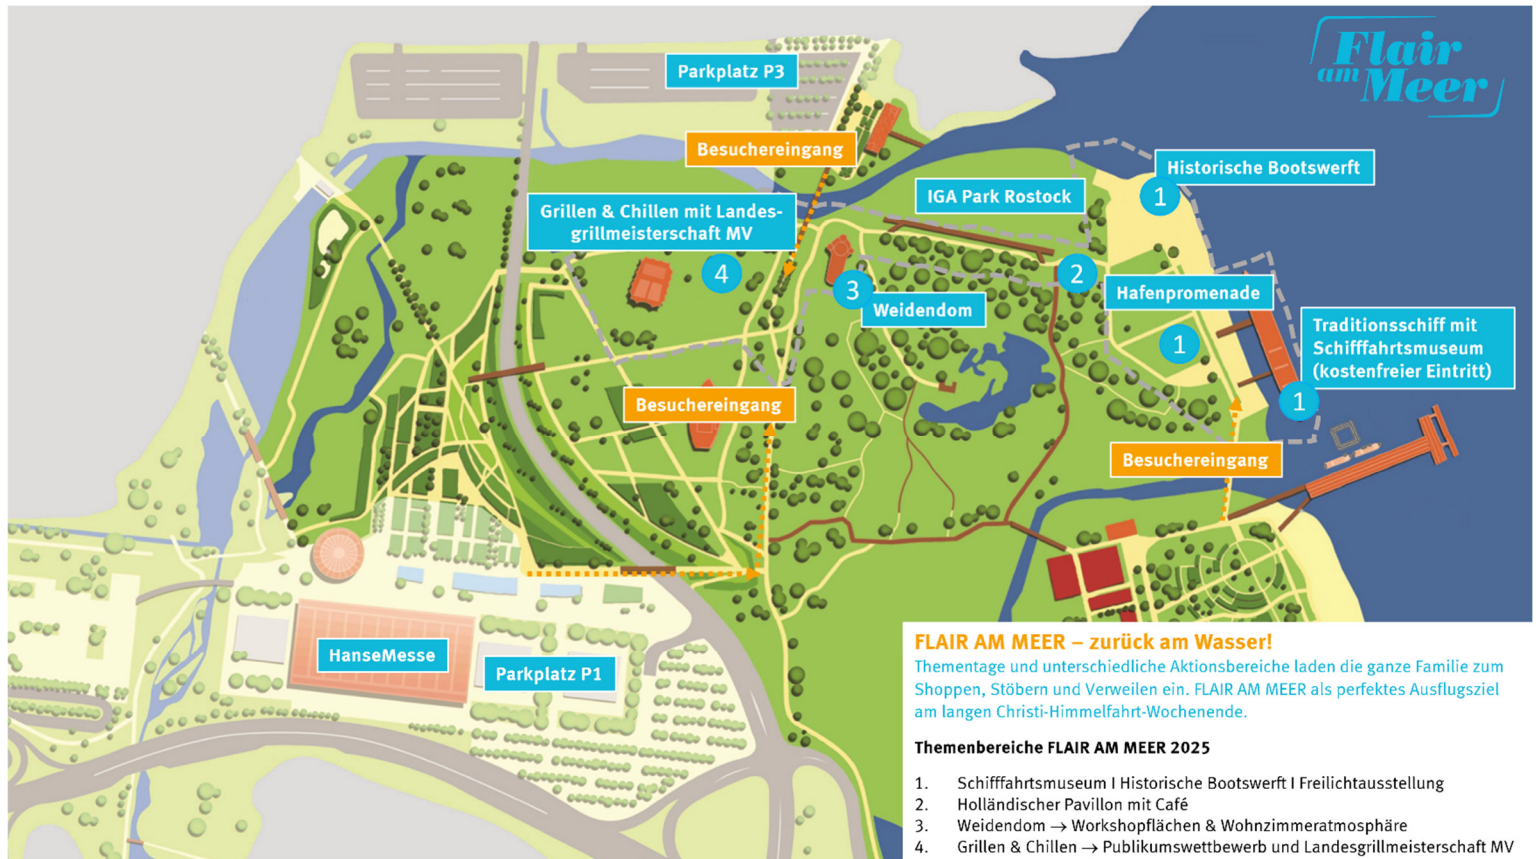 Flair
am Meer
Parkplatz P3
Besuchereingang
Historische Bootswerft
1
IGA Park Rostock
Grillen & Chillen mit Landes-
grillmeisterschaft MV
4
2
3
Hafenpromenade
Weidendom
1
Traditionsschiff mit
Schifffahrtsmuseum
(kostenfreier Eintritt)
1
Besuchereingang
Besuchereingang
HanseMesse
Parkplatz P1
FLAIR AM MEER – zurück am Wasser!
Thementage und unterschiedliche Aktionsbereiche laden die ganze Familie zum
Shoppen, Stöbern und Verweilen ein. FLAIR AM MEER als perfektes Ausflugsziel
am langen Christi-Himmelfahrt-Wochenende.
Themenbereiche FLAIR AM MEER 2025
1. Schifffahrtsmuseum I Historische Bootswerft I Freilichtausstellung
2. Holländischer Pavillon mit Café
3. Weidendom → Workshopflächen & Wohnzimmeratmosphäre
4. Grillen & Chillen → Publikumswettbewerb und Landesgrillmeisterschaft MV